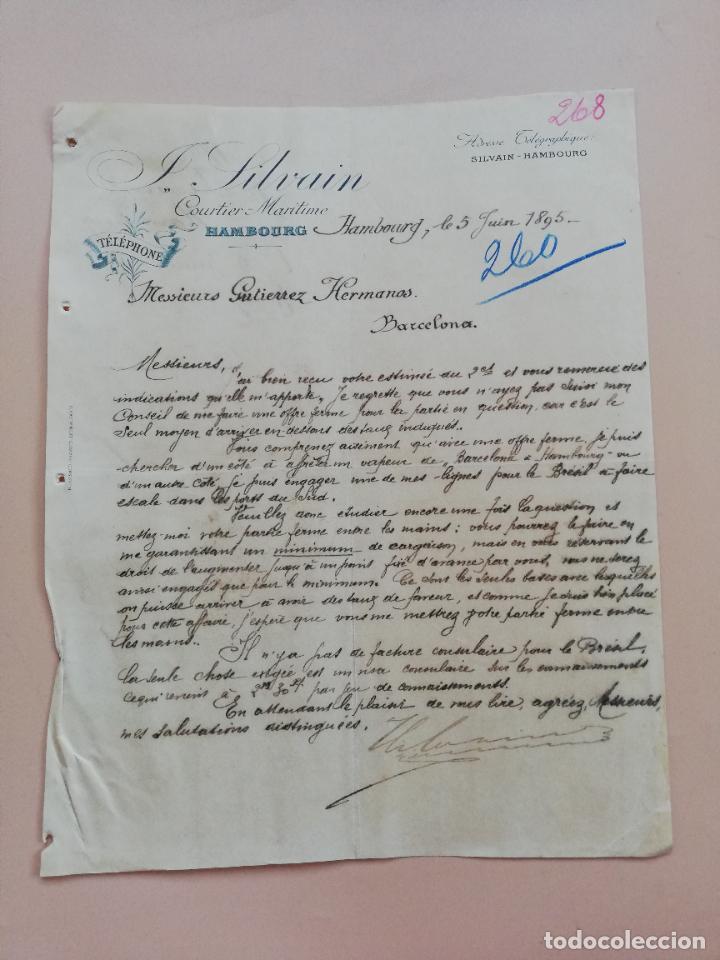 268
J. Silvain
Adresse Télégraphique:
SILVAIN-HAMBOURG
Courtier-Maritime
HAMBOURG
TÉLÉPHONE
Hambourg, le 5 Juin 1895
260
Messieurs Gutierrez Hermanos.
Barcelona.
Messieurs,
J'ai bien reçu votre estimée du 2ct et vous remercie des
indications qu'elle m'apporte. Je regrette que vous n'ayez pas suivi mon
Conseil de me faire une offre ferme pour la partie en question, car c'est le
seul moyen d'arriver en dessous des taux indiqués.
Vous comprenez aisément qu'avec une offre ferme, je puis
chercher d'un côté à affréter un vapeur de „Barcelona à Hambourg" ou
d'un autre côté, je puis engager une de mes lignes pour le Brésil à faire
escale dans les ports du Sud.
Veuillez donc etudier encore une fois la question et
mettez-moi votre partie ferme entre les mains: vous pourrez le faire en
me garantissant un minimum de cargaison, mais en vous réservant le
droit de l'augmenter jusqu'à un point fixé d'avance par vous, vous ne serez
ainsi engagés que pour le minimum. Ce sont les seules bases avec lesquelles
on puisse arriver à avoir des taux de faveur, et comme je suis bien placé
pour cette affaire, j'espère que vous me mettrez votre partie ferme entre
les mains.
Il n'y a pas de facture consulaire pour le Brésil,
la seule chose exigée est un visa consulaire sur les connaissements
ce qui revient à 30 par jeu de connaissements.
En attendant le plaisir de vous lire, agréez, Messieurs,
mes salutations distinguées.
todocoleccion
todocoleccion.net